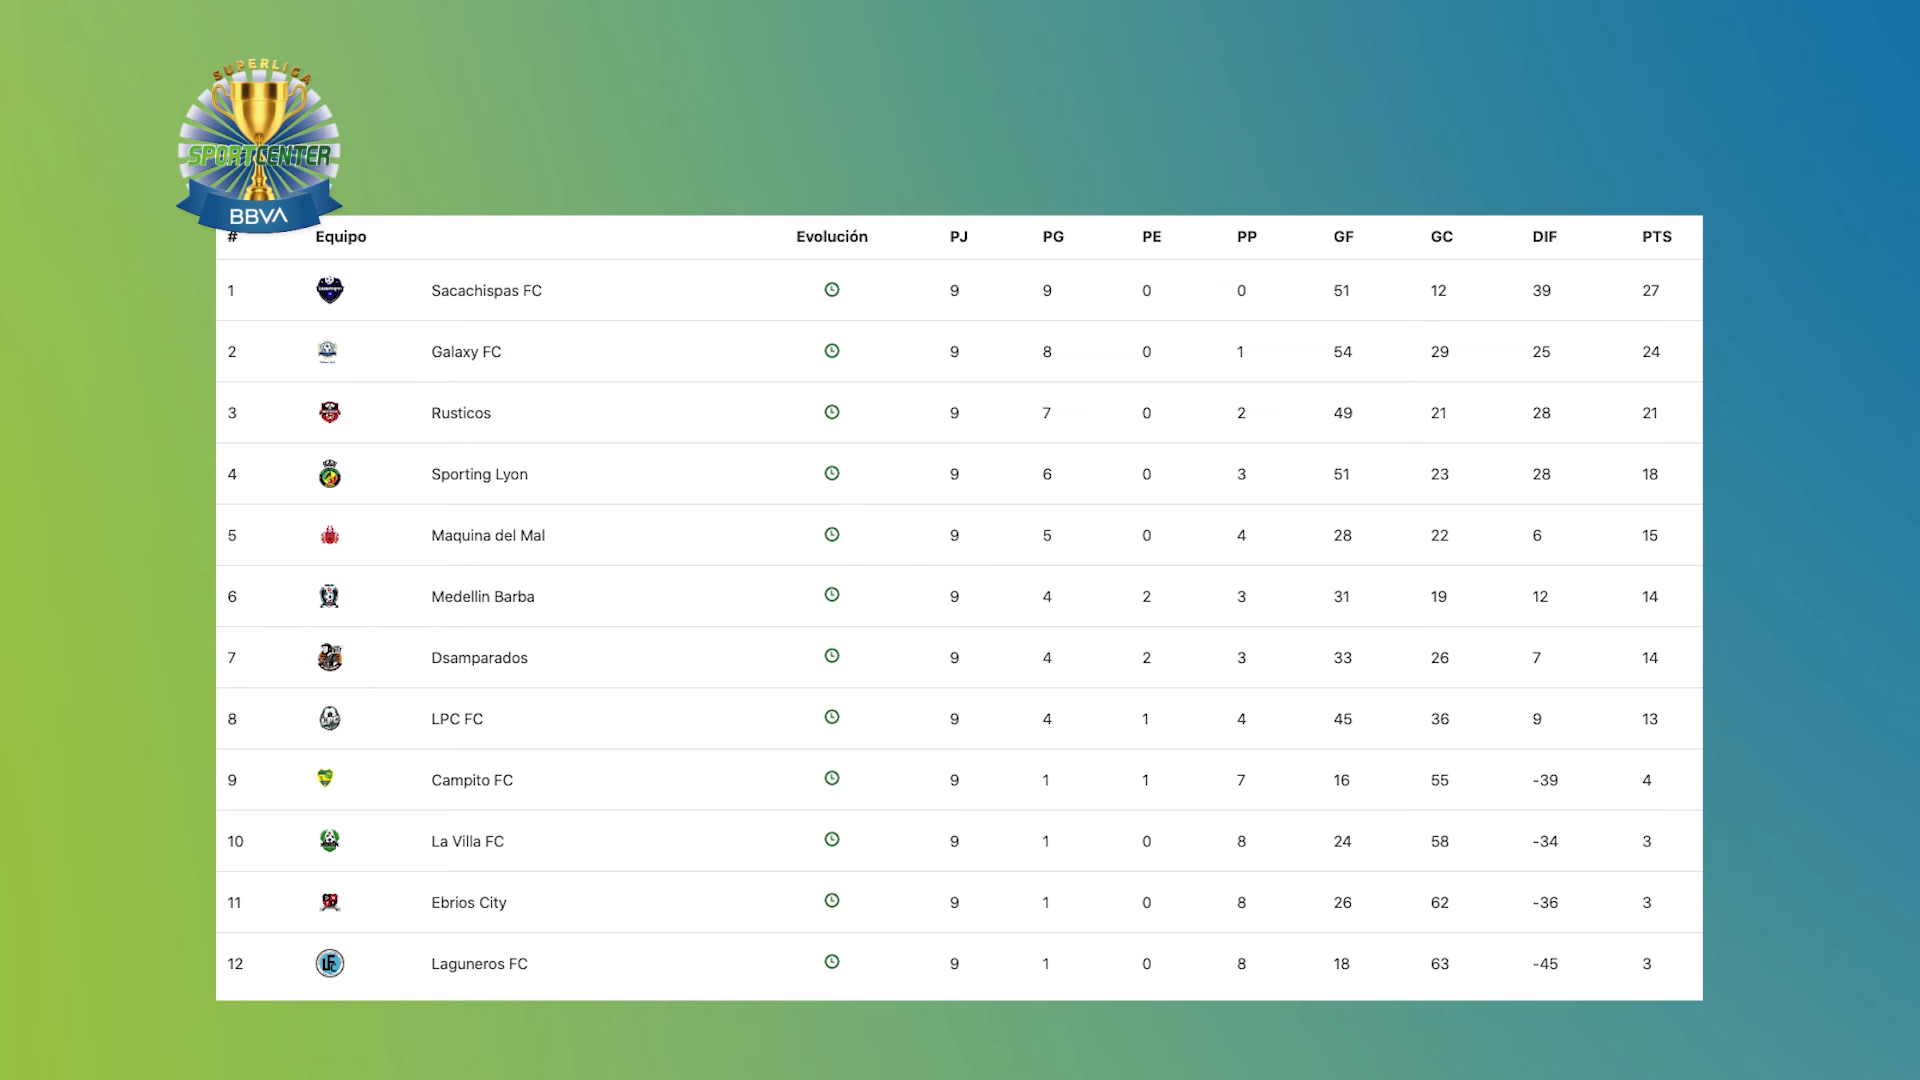 SUPERLIGA
SPORTCENTER
BBVA
# Equipo Evolución PJ PG PE PP GF GC DIF PTS
1 Sacachispas FC 9 9 0 0 51 12 39 27
2 Galaxy FC 9 8 0 1 54 29 25 24
3 Rusticos 9 7 0 2 49 21 28 21
4 Sporting Lyon 9 6 0 3 51 23 28 18
5 Maquina del Mal 9 5 0 4 28 22 6 15
6 Medellin Barba 9 4 2 3 31 19 12 14
7 Dsamparados 9 4 2 3 33 26 7 14
8 LPC FC 9 4 1 4 45 36 9 13
9 Campito FC 9 1 1 7 16 55 -39 4
10 La Villa FC 9 1 0 8 24 58 -34 3
11 Ebrios City 9 1 0 8 26 62 -36 3
12 Laguneros FC 9 1 0 8 18 63 -45 3